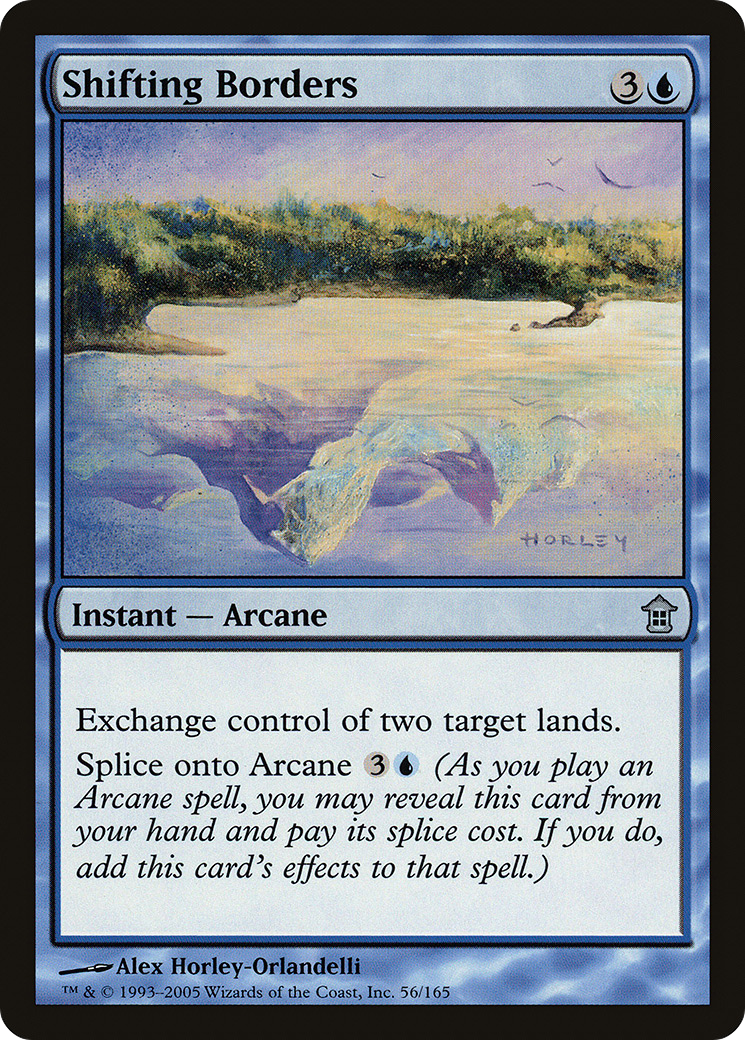 Shifting Borders 3
HORLEY
Instant — Arcane
Exchange control of two target lands.
Splice onto Arcane 3 (As you play an
Arcane spell, you may reveal this card from
your hand and pay its splice cost. If you do,
add this card's effects to that spell.)
Alex Horley-Orlandelli
™ & © 1993–2005 Wizards of the Coast, Inc. 56/165